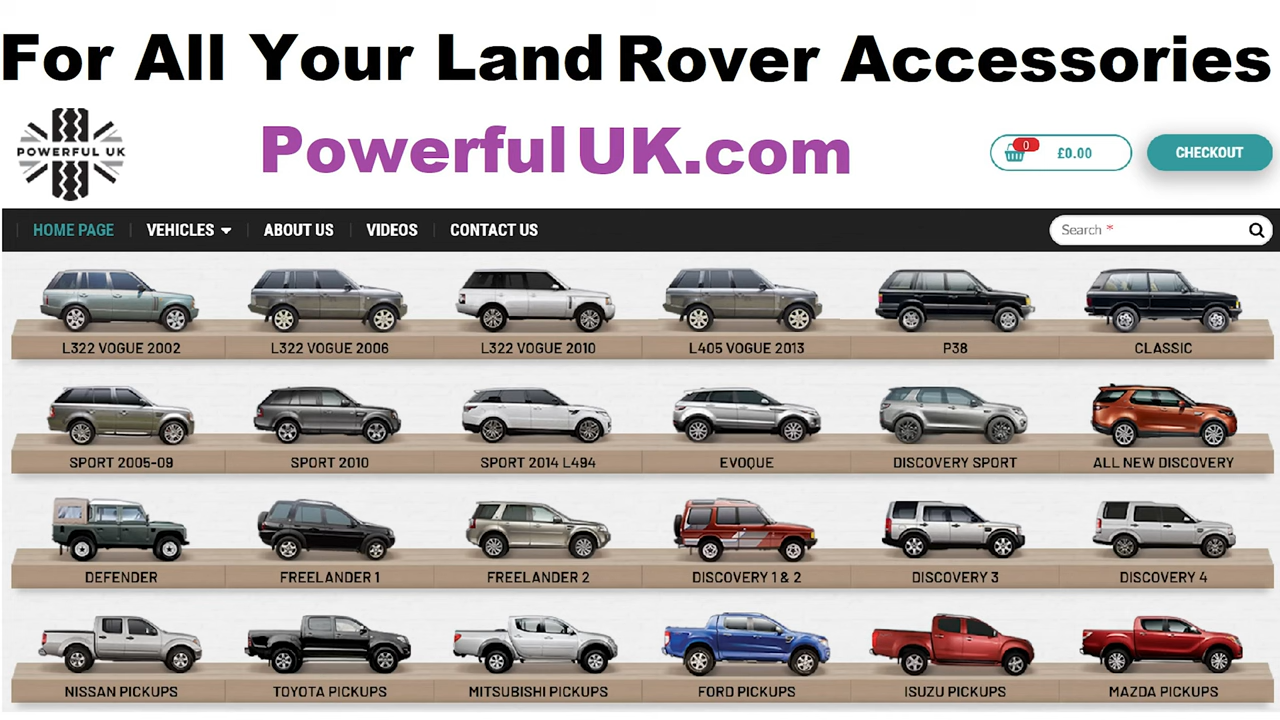 For All Your Land Rover Accessories
POWERFUL UK
PowerfulUK.com
0
£0.00
CHECKOUT
HOME PAGE
VEHICLES
ABOUT US
VIDEOS
CONTACT US
Search *
L322 VOGUE 2002
L322 VOGUE 2006
L322 VOGUE 2010
L405 VOGUE 2013
P38
CLASSIC
SPORT 2005-09
SPORT 2010
SPORT 2014 L494
EVOQUE
DISCOVERY SPORT
ALL NEW DISCOVERY
DEFENDER
FREELANDER 1
FREELANDER 2
DISCOVERY 1 & 2
DISCOVERY 3
DISCOVERY 4
NISSAN PICKUPS
TOYOTA PICKUPS
MITSUBISHI PICKUPS
FORD PICKUPS
ISUZU PICKUPS
MAZDA PICKUPS